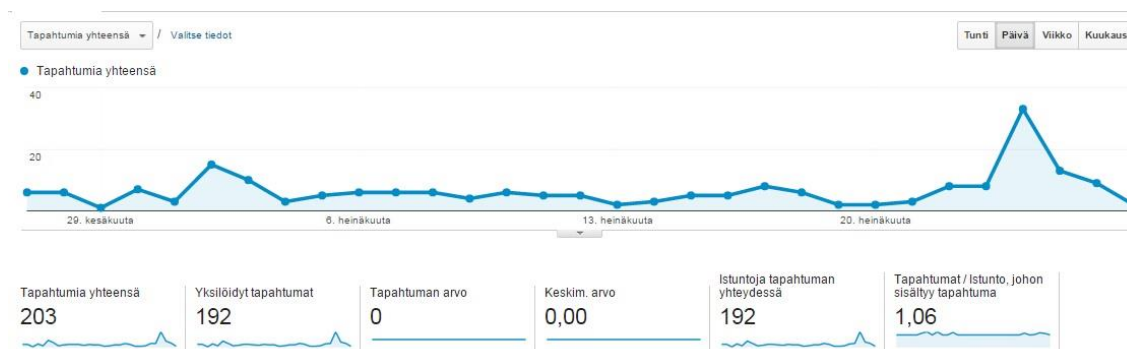 Tapahtumia yhteensä / Valitse tiedot
Tunti Päivä Viikko Kuukaus
Tapahtumia yhteensä
40
20
29. kesäkuuta 6. heinäkuuta 13. heinäkuuta 20. heinäkuuta
Tapahtumia yhteensä
203
Yksilöidyt tapahtumat
192
Tapahtuman arvo
0
Keskim. arvo
0,00
Istuntoja tapahtuman
yhteydessä
192
Tapahtumat / Istunto, johon
sisältyy tapahtuma
1,06